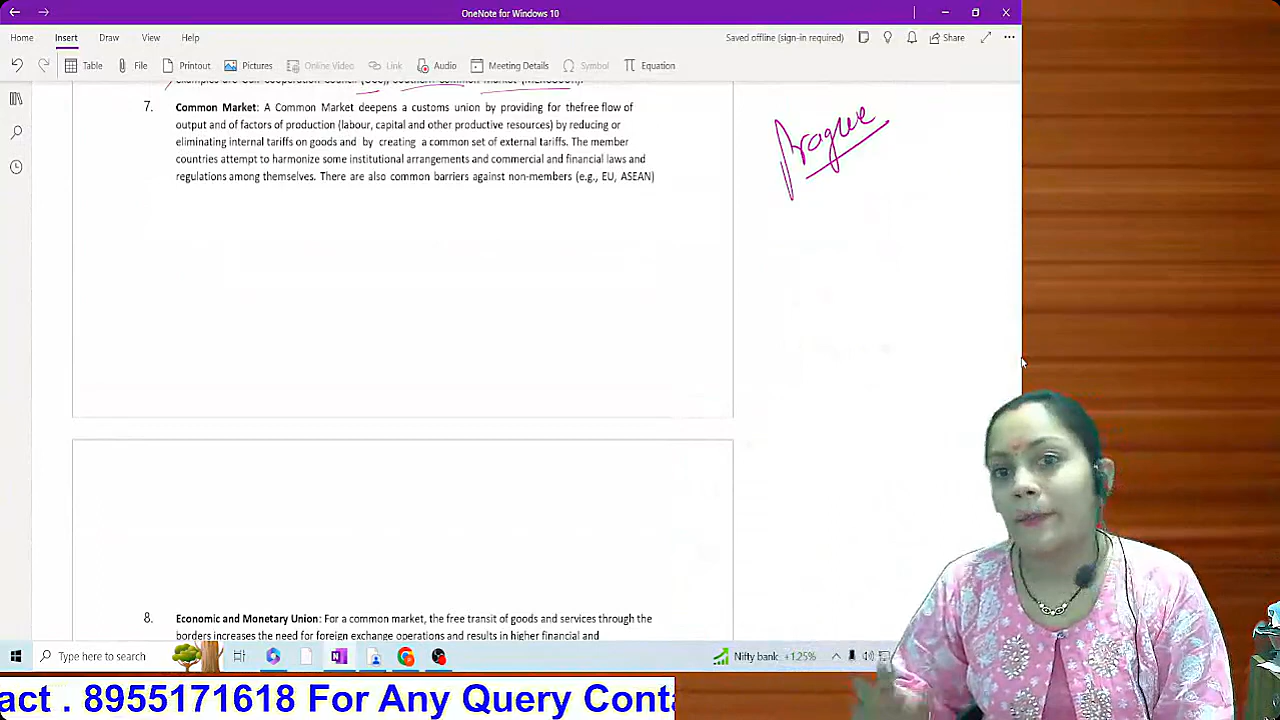 OneNote for Windows 10
Home Insert Draw View Help
Saved offline (sign-in required) Share
Table File Printout Pictures Online Video Link Audio Meeting Details Symbol Equation
7. Common Market: A Common Market deepens a customs union by providing for thefree flow of
output and of factors of production (labour, capital and other productive resources) by reducing or
eliminating internal tariffs on goods and by creating a common set of external tariffs. The member
countries attempt to harmonize some institutional arrangements and commercial and financial laws and
regulations among themselves. There are also common barriers against non-members (e.g., EU, ASEAN)
Prague
8. Economic and Monetary Union: For a common market, the free transit of goods and services through the
borders increases the need for foreign exchange operations and results in higher financial and
Type here to search
Nifty bank +1.25%
act . 8955171618 For Any Query Conta